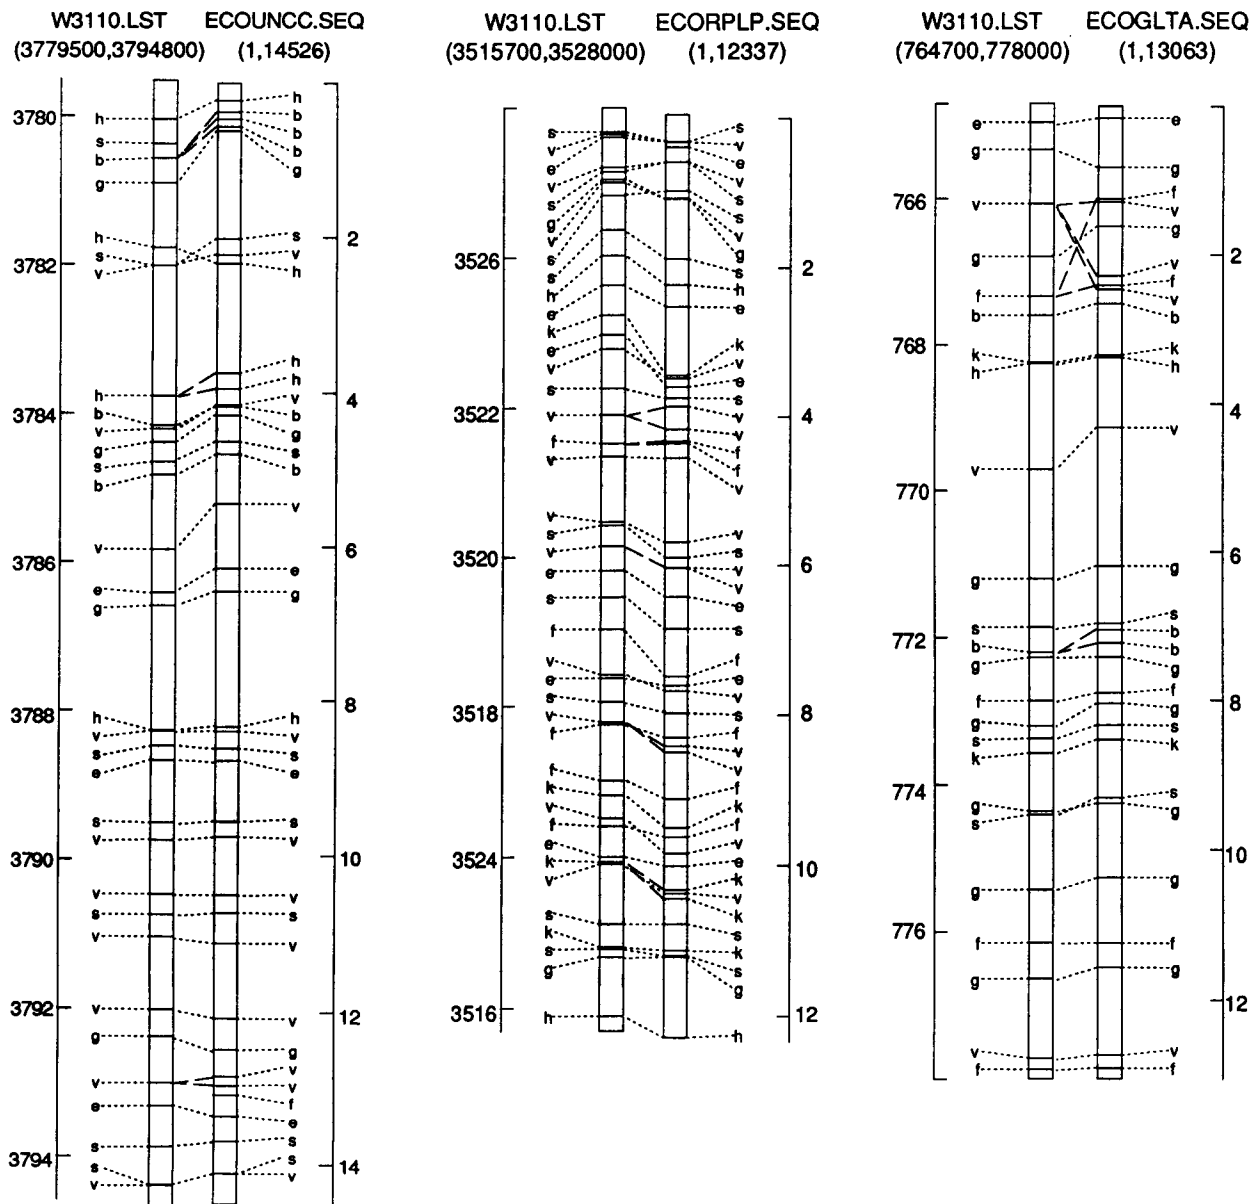 W3110.LST ECOUNCC.SEQ
(3779500,3794800) (1,14526)
3780
3782
3784
3786
3788
3790
3792
3794
h
s
b
g
h
s
v
h
b
v
g
s
b
v
e
g
h
v
s
e
s
v
v
s
v
v
g
v
e
s
s
v
h
b
b
b
g
s
v
h
h
h
v
b
g
s
b
v
e
g
h
v
s
e
s
v
v
s
v
v
g
v
v
f
e
s
s
v
2
4
6
8
10
12
14
W3110.LST ECORPLP.SEQ
(3515700,3528000) (1,12337)
3526
3522
3520
3518
3524
3516
s
v
e
v
s
g
v
s
s
h
e
k
e
v
s
v
f
v
v
s
v
e
s
f
v
e
s
v
f
f
k
v
f
e
k
v
s
k
s
g
h
s
v
e
v
s
s
v
g
s
h
e
k
v
e
s
v
v
f
f
v
v
s
v
v
e
s
f
e
v
s
f
v
v
f
k
f
v
e
k
v
k
s
k
s
g
h
2
4
6
8
10
12
W3110.LST ECOGLTA.SEQ
(764700,778000) (1,13063)
766
768
770
772
774
776
e
g
v
g
f
b
k
h
v
g
s
b
g
f
g
s
k
g
s
g
f
g
v
f
e
g
f
v
g
v
f
v
b
k
h
v
g
s
b
b
g
f
g
s
k
s
g
g
f
g
v
f
2
4
6
8
10
12